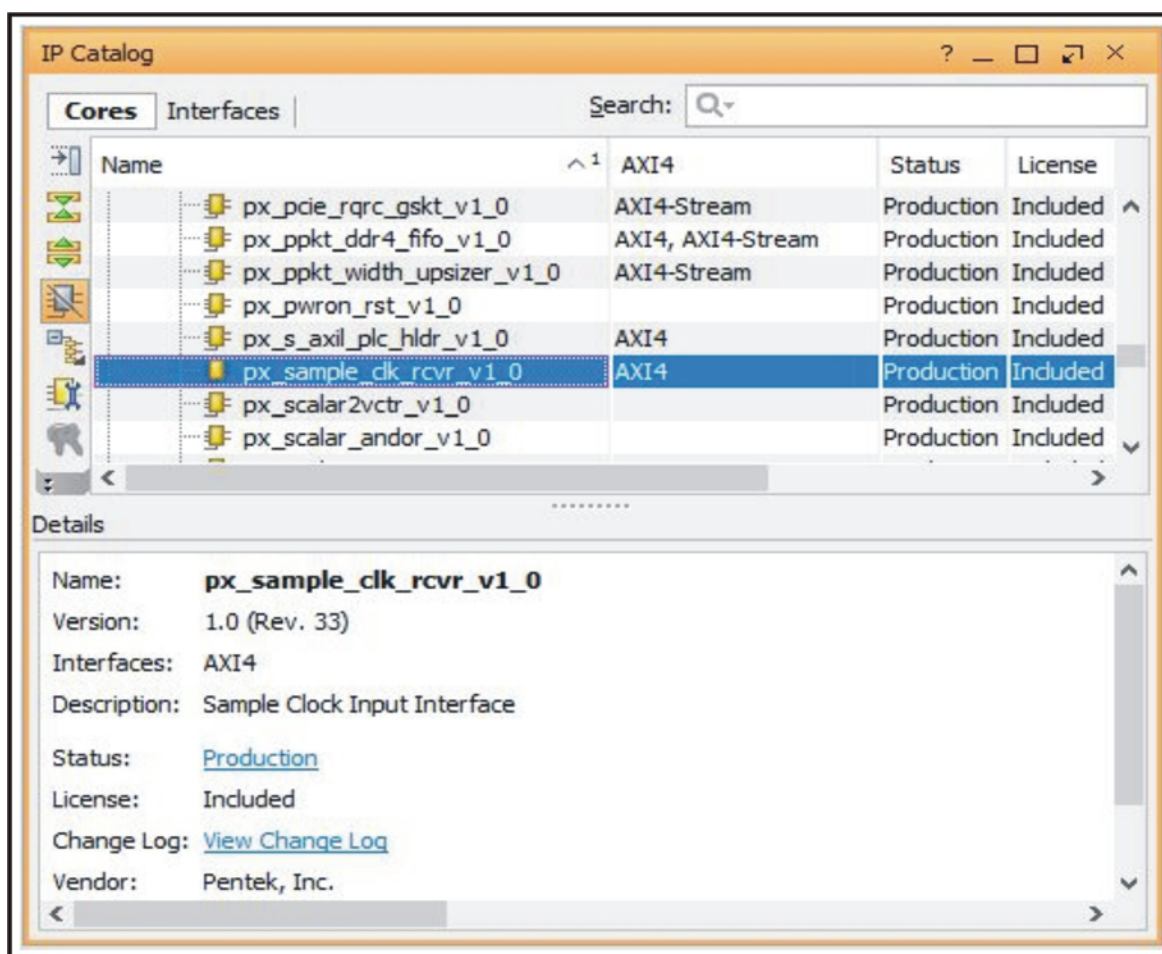 IP Catalog ?
Cores Interfaces Search:
Name 1 AXI4 Status License
px_pcie_rqrc_gskt_v1_0 AXI4-Stream Production Included
px_ppkt_ddr4_fifo_v1_0 AXI4, AXI4-Stream Production Included
px_ppkt_width_upsizer_v1_0 AXI4-Stream Production Included
px_pwron_rst_v1_0 Production Included
px_s_axil_plc_hldr_v1_0 AXI4 Production Included
px_sample_clk_rcvr_v1_0 AXI4 Production Included
px_scalar2vctr_v1_0 Production Included
px_scalar_andor_v1_0 Production Included
Details
Name: px_sample_clk_rcvr_v1_0
Version: 1.0 (Rev. 33)
Interfaces: AXI4
Description: Sample Clock Input Interface
Status: Production
License: Included
Change Log: View Change Log
Vendor: Pentek, Inc.